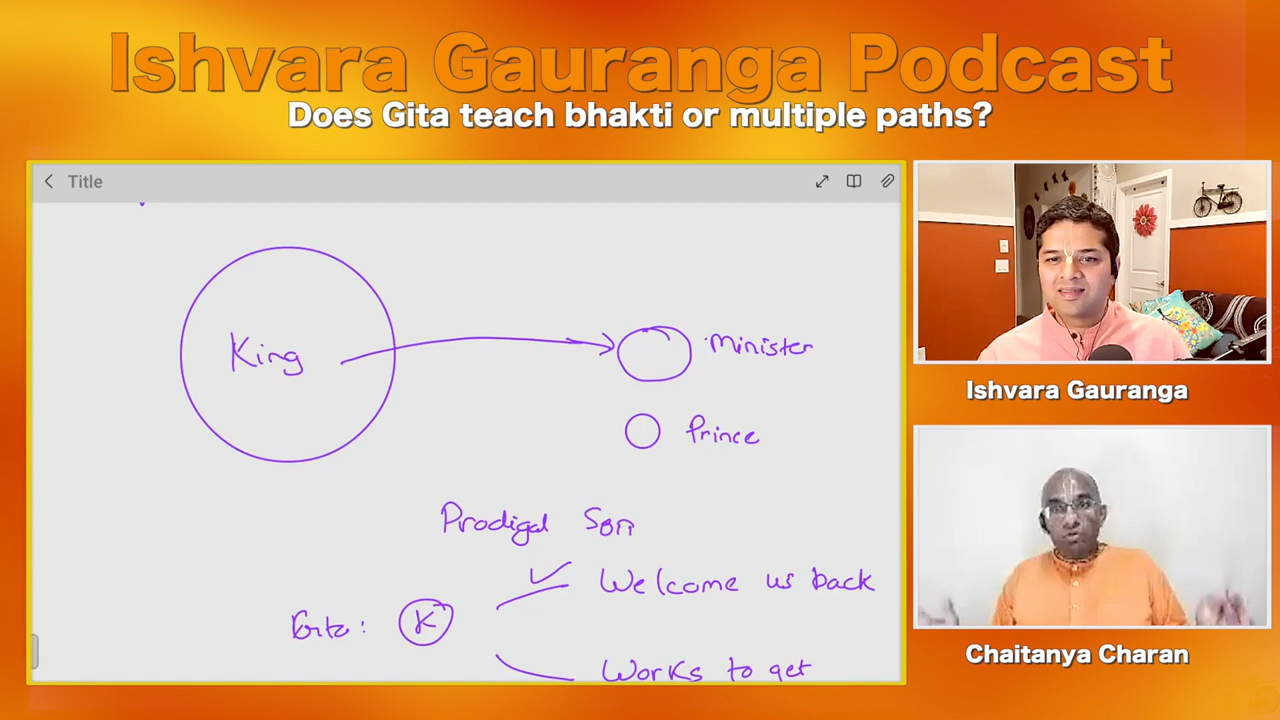 Ishvara Gauranga Podcast
Does Gita teach bhakti or multiple paths?
Title
King
Minister
Prince
Prodigal Son
Welcome us back
Gita: K
Works to get
Ishvara Gauranga
Chaitanya Charan